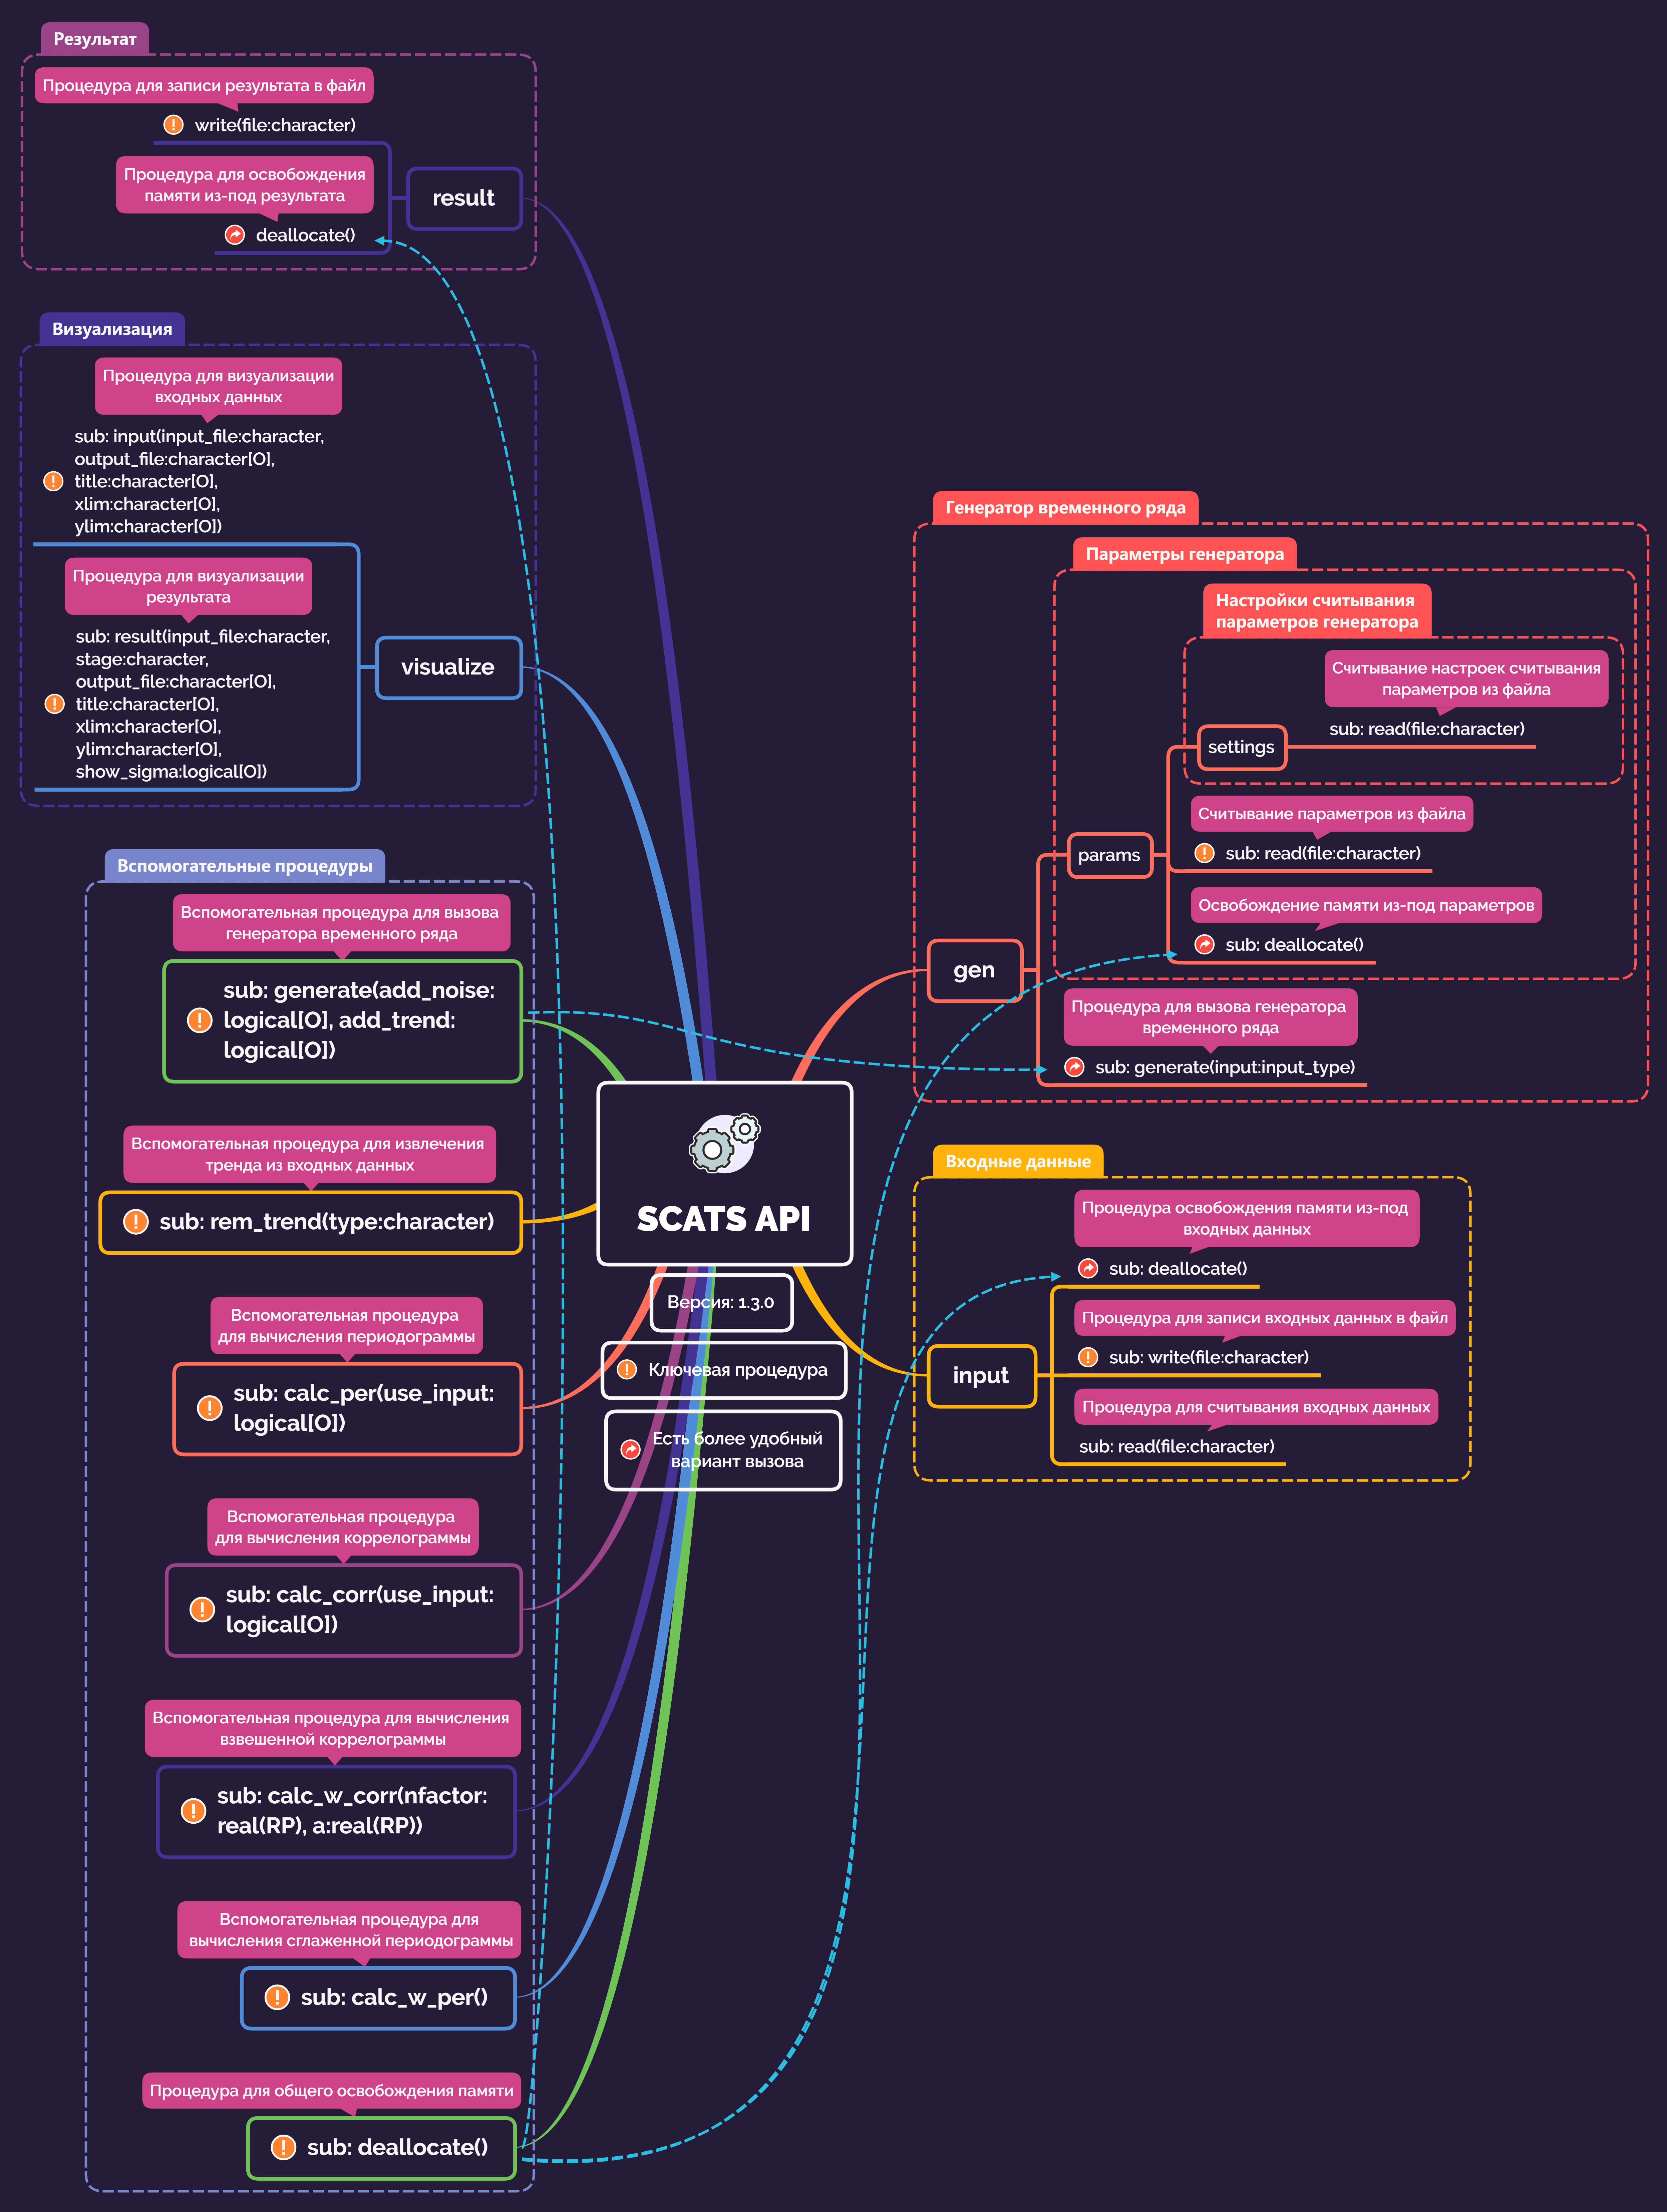 Результат
Процедура для записи результата в файл
write(file:character)
Процедура для освобождения
памяти из-под результата
deallocate()
result
Визуализация
Процедура для визуализации
входных данных
sub: input(input_file:character,
output_file:character[O],
title:character[O],
xlim:character[O],
ylim:character[O])
Процедура для визуализации
результата
sub: result(input_file:character,
stage:character,
output_file:character[O],
title:character[O],
xlim:character[O],
ylim:character[O],
show_sigma:logical[O])
visualize
Вспомогательные процедуры
Вспомогательная процедура для вызова
генератора временного ряда
sub: generate(add_noise:
logical[O], add_trend:
logical[O])
Вспомогательная процедура для извлечения
тренда из входных данных
sub: rem_trend(type:character)
Вспомогательная процедура
для вычисления периодограммы
sub: calc_per(use_input:
logical[O])
Вспомогательная процедура
для вычисления коррелограммы
sub: calc_corr(use_input:
logical[O])
Вспомогательная процедура для вычисления
взвешенной коррелограммы
sub: calc_w_corr(nfactor:
real(RP), a:real(RP))
Вспомогательная процедура для
вычисления сглаженной периодограммы
sub: calc_w_per()
Процедура для общего освобождения памяти
sub: deallocate()
SCATS API
Версия: 1.3.0
Ключевая процедура
Есть более удобный
вариант вызова
Генератор временного ряда
Параметры генератора
Настройки считывания
параметров генератора
Считывание настроек считывания
параметров из файла
sub: read(file:character)
settings
Считывание параметров из файла
sub: read(file:character)
params
Освобождение памяти из-под параметров
sub: deallocate()
gen
Процедура для вызова генератора
временного ряда
sub: generate(input:input_type)
Входные данные
Процедура освобождения памяти из-под
входных данных
sub: deallocate()
Процедура для записи входных данных в файл
sub: write(file:character)
input
Процедура для считывания входных данных
sub: read(file:character)